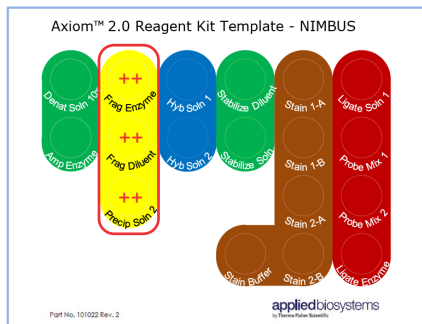 Axiom™ 2.0 Reagent Kit Template - NIMBUS
Denat Soln 10x
++
Frag Enzyme
Hyb Soln 1
Stabilize Diluent
Stain 1-A
Ligate Soln 1
Amp Enzyme
++
Frag Diluent
Hyb Soln 2
Stabilize Soln
Stain 1-B
Probe Mix 1
++
Precip Soln 2
Stain 2-A
Probe Mix 2
Stain Buffer
Stain 2-B
Ligate Enzyme
Part No. 101022 Rev. 2
appliedbiosystems
by Thermo Fisher Scientific